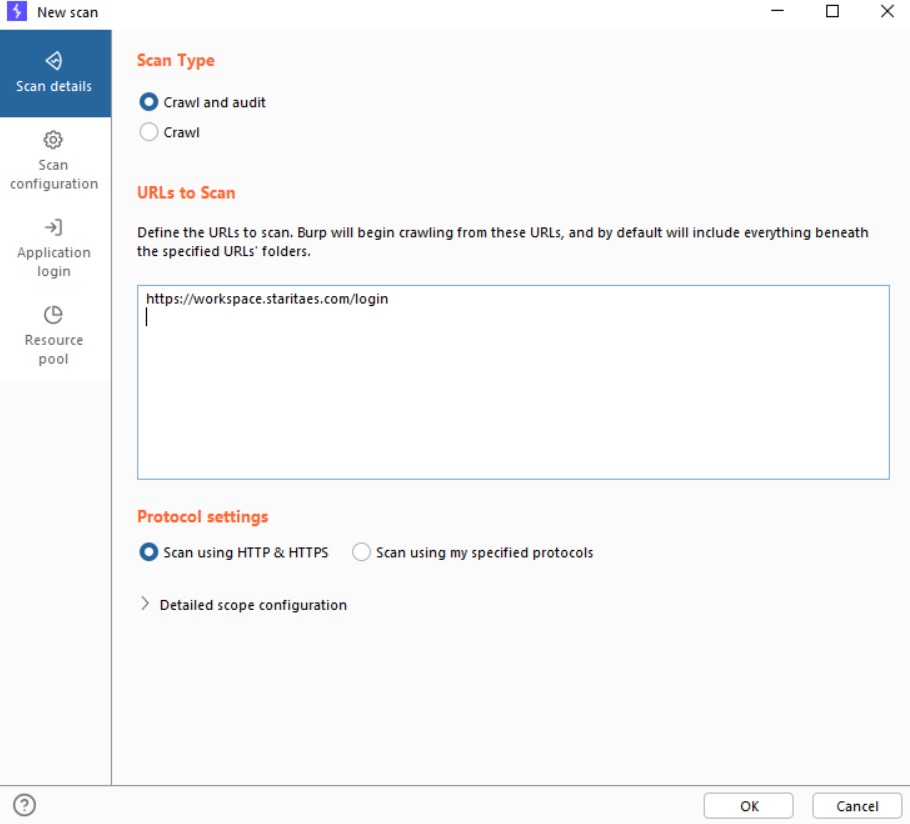 New scan
Scan details
Scan
configuration
Application
login
Resource
pool
Scan Type
Crawl and audit
Crawl
URLs to Scan
Define the URLs to scan. Burp will begin crawling from these URLs, and by default will include everything beneath
the specified URLs' folders.
https://workspace.staritaes.com/login
Protocol settings
Scan using HTTP & HTTPS Scan using my specified protocols
Detailed scope configuration
OK Cancel